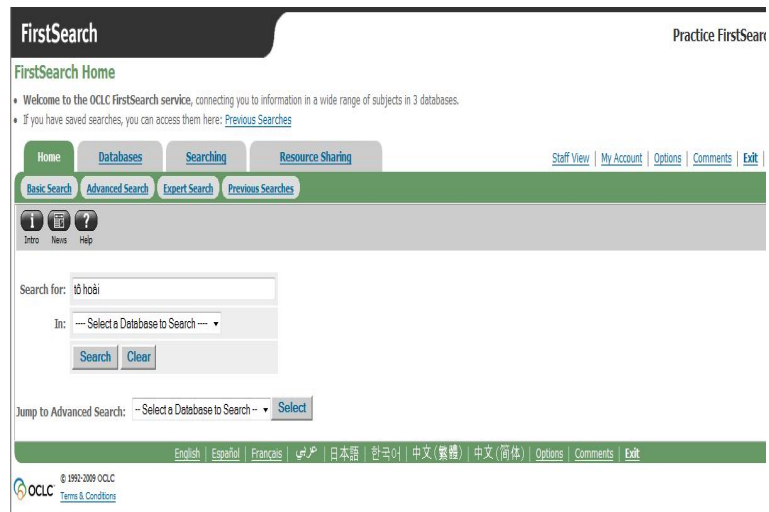 FirstSearch
Practice FirstSearc
FirstSearch Home
• Welcome to the OCLC FirstSearch service, connecting you to information in a wide range of subjects in 3 databases.
• If you have saved searches, you can access them here: Previous Searches
Home Databases Searching Resource Sharing
Staff View | My Account | Options | Comments | Exit |
Basic Search Advanced Search Expert Search Previous Searches
Intro News Help
Search for: tô hoài
In: ---- Select a Database to Search ----
Search Clear
Jump to Advanced Search: -- Select a Database to Search -- Select
English | Español | Français | عربي | 日本語 | 한국어 | 中文(繁體) | 中文(简体) | Options | Comments | Exit
OCLC © 1992-2009 OCLC
Terms & Conditions